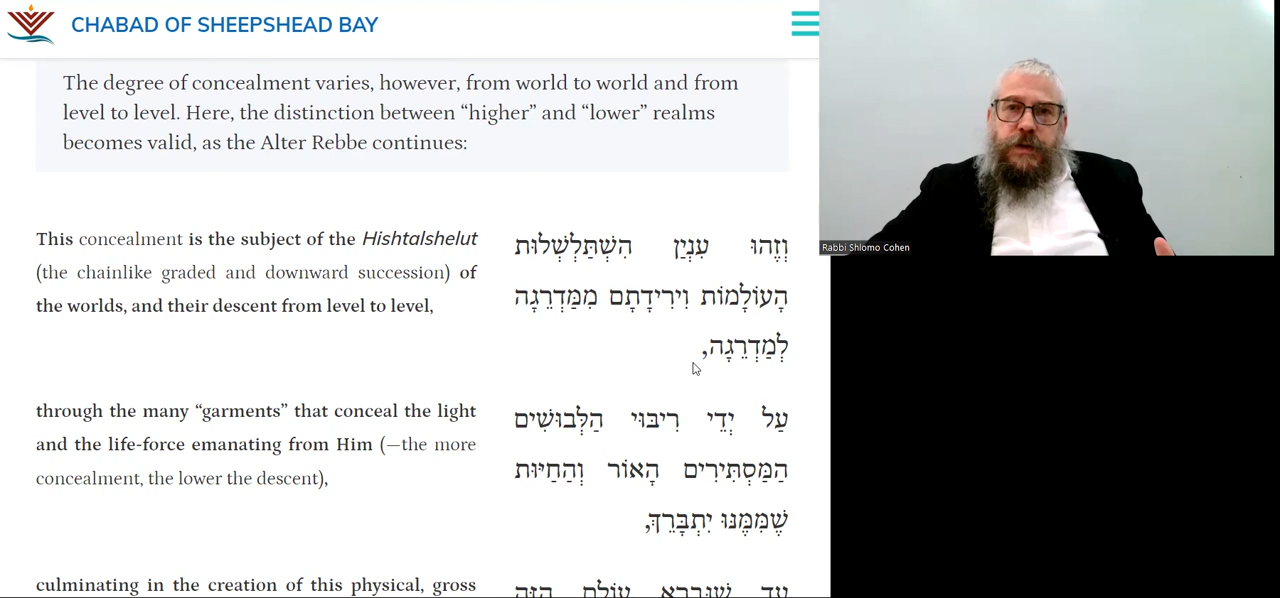 CHABAD OF SHEEPSHEAD BAY
The degree of concealment varies, however, from world to world and from
level to level. Here, the distinction between “higher” and “lower” realms
becomes valid, as the Alter Rebbe continues:
This concealment is the subject of the Hishtalshelut
(the chainlike graded and downward succession) of
the worlds, and their descent from level to level,
וְזֶהוּ עִנְיַן הִשְׁתַּלְשְׁלוּת
הָעוֹלָמוֹת וִירִידָתָם מִמַּדְרֵגָה
לְמַדְרֵגָה,
through the many “garments” that conceal the light
and the life-force emanating from Him (—the more
concealment, the lower the descent),
עַל יְדֵי רִיבּוּי הַלְּבוּשִׁים
הַמַּסְתִּירִים הָאוֹר וְהַחַיּוּת
שֶׁמִּמֶּנּוּ יִתְבָּרֵךְ,
culminating in the creation of this physical, gross
עַד שֶׁנִּבְרָא עוֹלָם הַזֶּה
Rabbi Shlomo Cohen